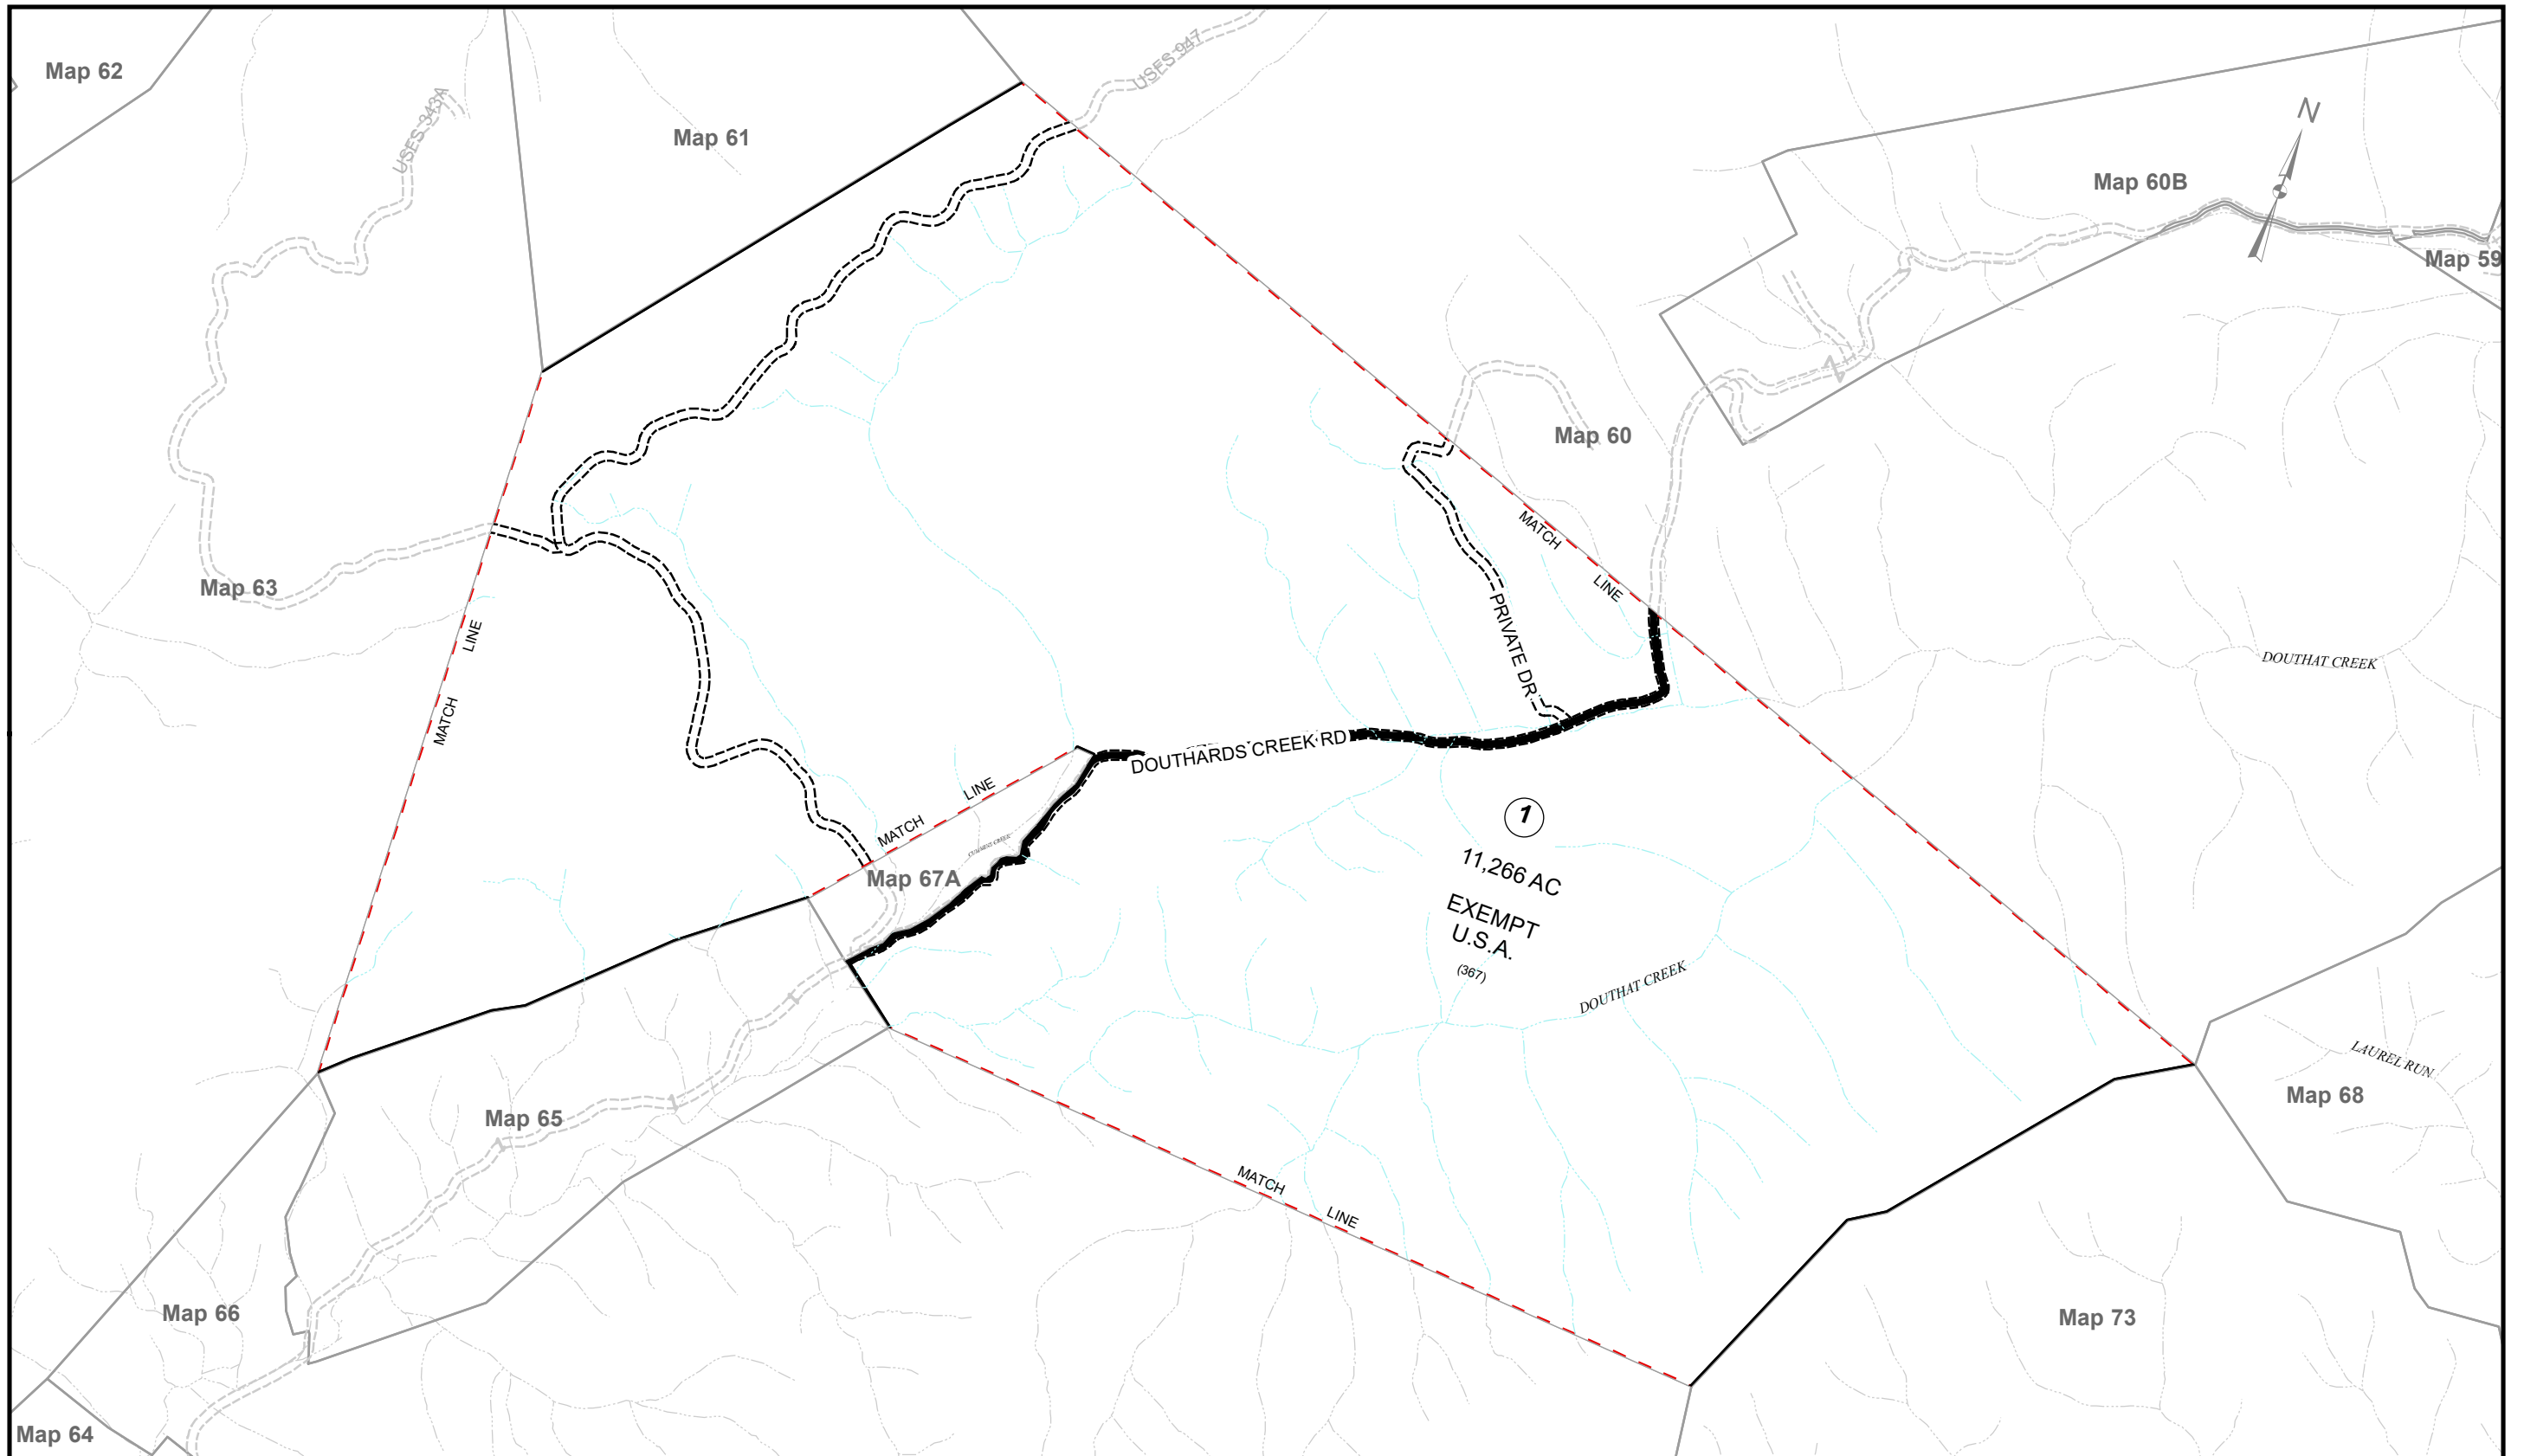 USFS 947
Map 62
USFS 343A
Map 61
N
Map 60B
Map 59
Map 60
MATCH
LINE
Map 63
LINE
MATCH
PRIVATE DR
DOUTHAT CREEK
DOUTHARDS CREEK RD
LINE
MATCH
1
11,266 AC
EXEMPT
U.S.A.
(367)
Map 67A
DOUTHAT CREEK
LAUREL RUN
Map 68
Map 65
MATCH
LINE
Map 66
Map 73
Map 64